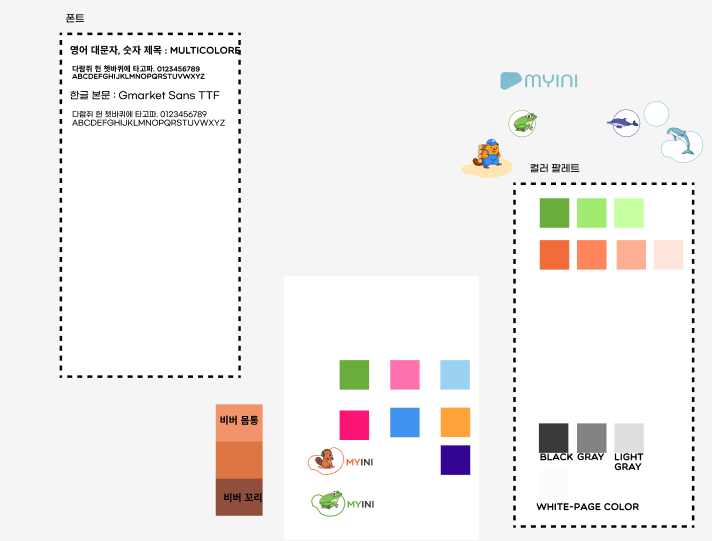 폰트
영어 대문자, 숫자 제목 : MULTICOLORE
다람쥐 헌 쳇바퀴에 타고파. 0123456789
ABCDEFGHIJKLMNOPQRSTUVWXYZ
한글 본문 : Gmarket Sans TTF
다람쥐 헌 쳇바퀴에 타고파. 0123456789
ABCDEFGHIJKLMNOPQRSTUVWXYZ
MYINI
컬러 팔레트
비버 몸통
비버 꼬리
MYINI
MYINI
BLACK
GRAY
LIGHT
GRAY
WHITE-PAGE COLOR